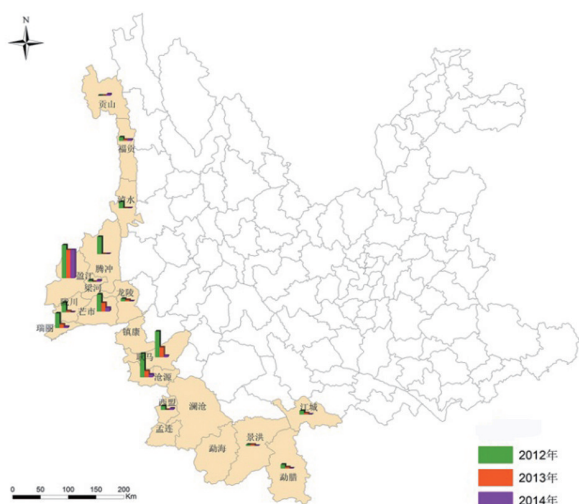 N
贡山
福贡
泸水
腾冲
盈江
梁河
龙陵
陇川
芒市
瑞丽
镇康
耿马
沧源
西盟
澜沧
孟连
江城
勐海
景洪
勐腊
2012年
2013年
2014年
0 50 100 150 200
Km